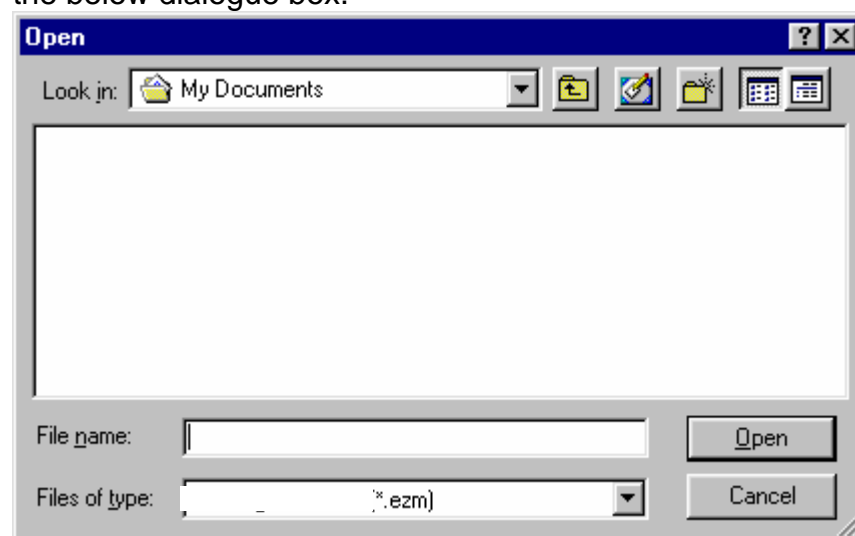 the below dialogue box.
Open
Look in: My Documents
File name:
Open
Files of type: (*.ezm)
Cancel